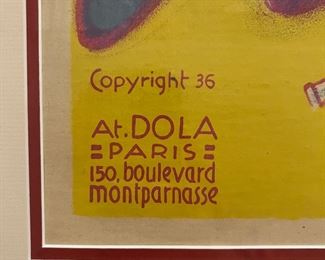 Copyright 36
At. DOLA
=PARIS=
150, boulevard
montparnasse